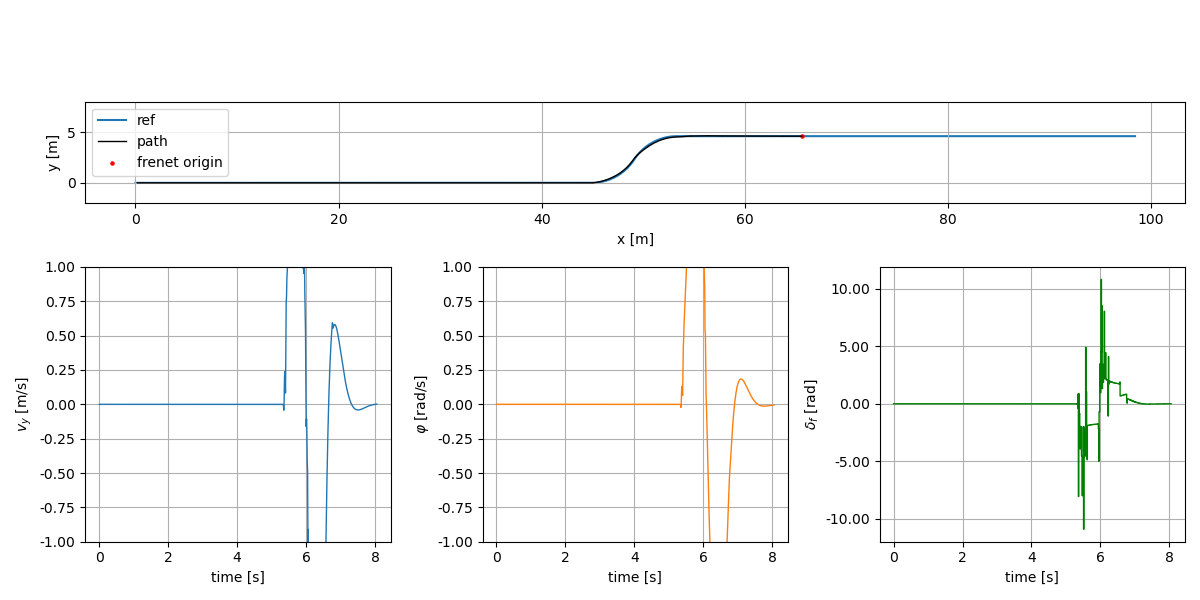 ref
path
frenet origin
y [m]
5
0
0 20 40 60 80 100
x [m]
v_y [m/s]
1.00
0.75
0.50
0.25
0.00
-0.25
-0.50
-0.75
-1.00
0 2 4 6 8
time [s]
φ [rad/s]
1.00
0.75
0.50
0.25
0.00
-0.25
-0.50
-0.75
-1.00
0 2 4 6 8
time [s]
δ_f [rad]
10.00
5.00
0.00
-5.00
-10.00
0 2 4 6 8
time [s]